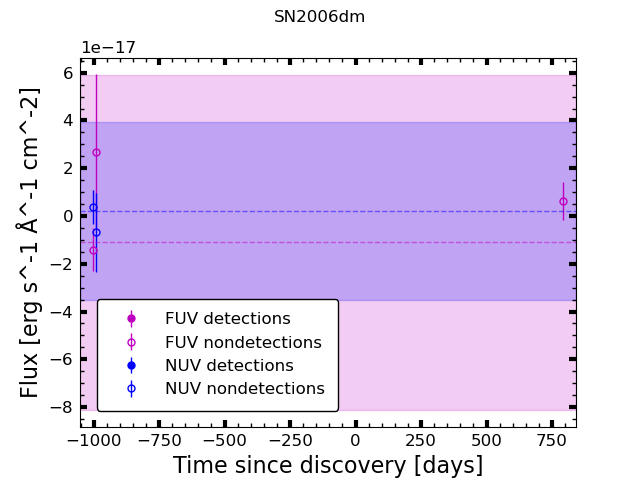 SN2006dm
1e−17
6
4
2
0
−2
−4
−6
−8
Flux [erg s^-1 Å^-1 cm^-2]
FUV detections
FUV nondetections
NUV detections
NUV nondetections
−1000 −750 −500 −250 0 250 500 750
Time since discovery [days]